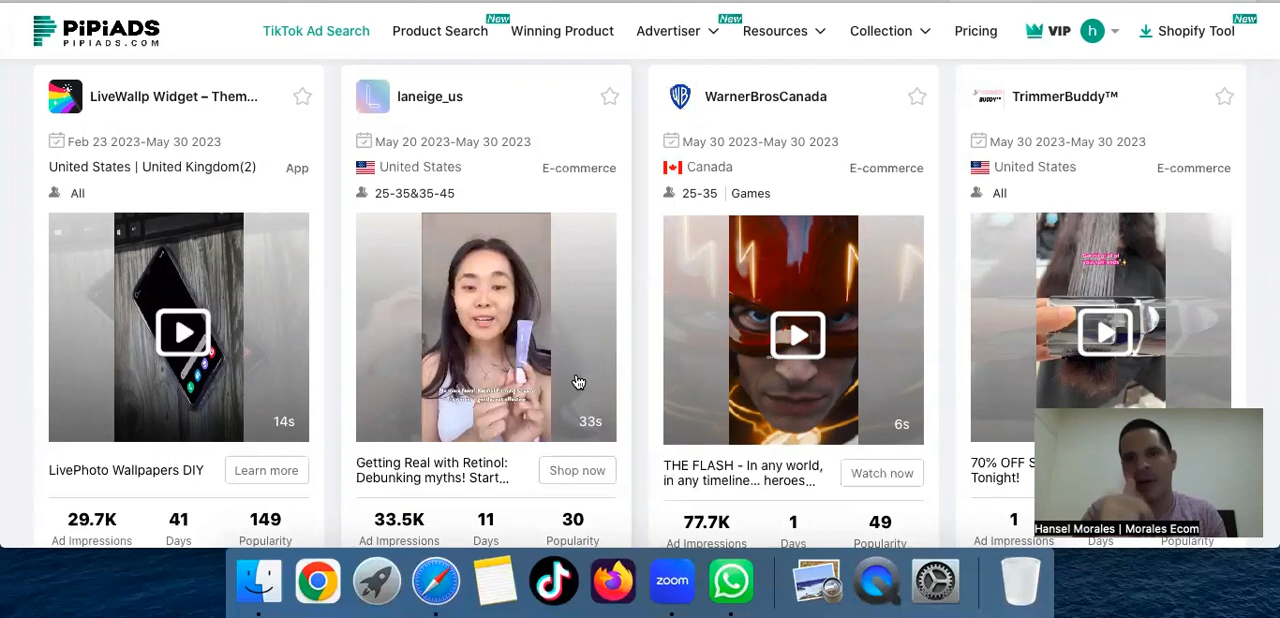 PiPiADS
PIPIADS.COM
TikTok Ad Search
Product Search
New
Winning Product
Advertiser
New
Resources
Collection
Pricing
VIP
h
Shopify Tool
New
LiveWallp Widget – Them...
Feb 23 2023-May 30 2023
United States | United Kingdom(2)
App
All
14s
LivePhoto Wallpapers DIY
Learn more
29.7K
41
149
Ad Impressions
Days
Popularity
L
laneige_us
May 20 2023-May 30 2023
United States
E-commerce
25-35&35-45
33s
Getting Real with Retinol:
Debunking myths! Start...
Shop now
33.5K
11
30
Ad Impressions
Days
Popularity
WB
WarnerBrosCanada
May 30 2023-May 30 2023
Canada
E-commerce
25-35
Games
6s
THE FLASH - In any world,
in any timeline... heroes...
Watch now
77.7K
1
49
Ad Impressions
Days
Popularity
TrimmerBuddy™
May 30 2023-May 30 2023
United States
E-commerce
All
70% OFF S
Tonight!
1
Ad Impressions
Days
Popularity
Hansel Morales | Morales Ecom
zoom